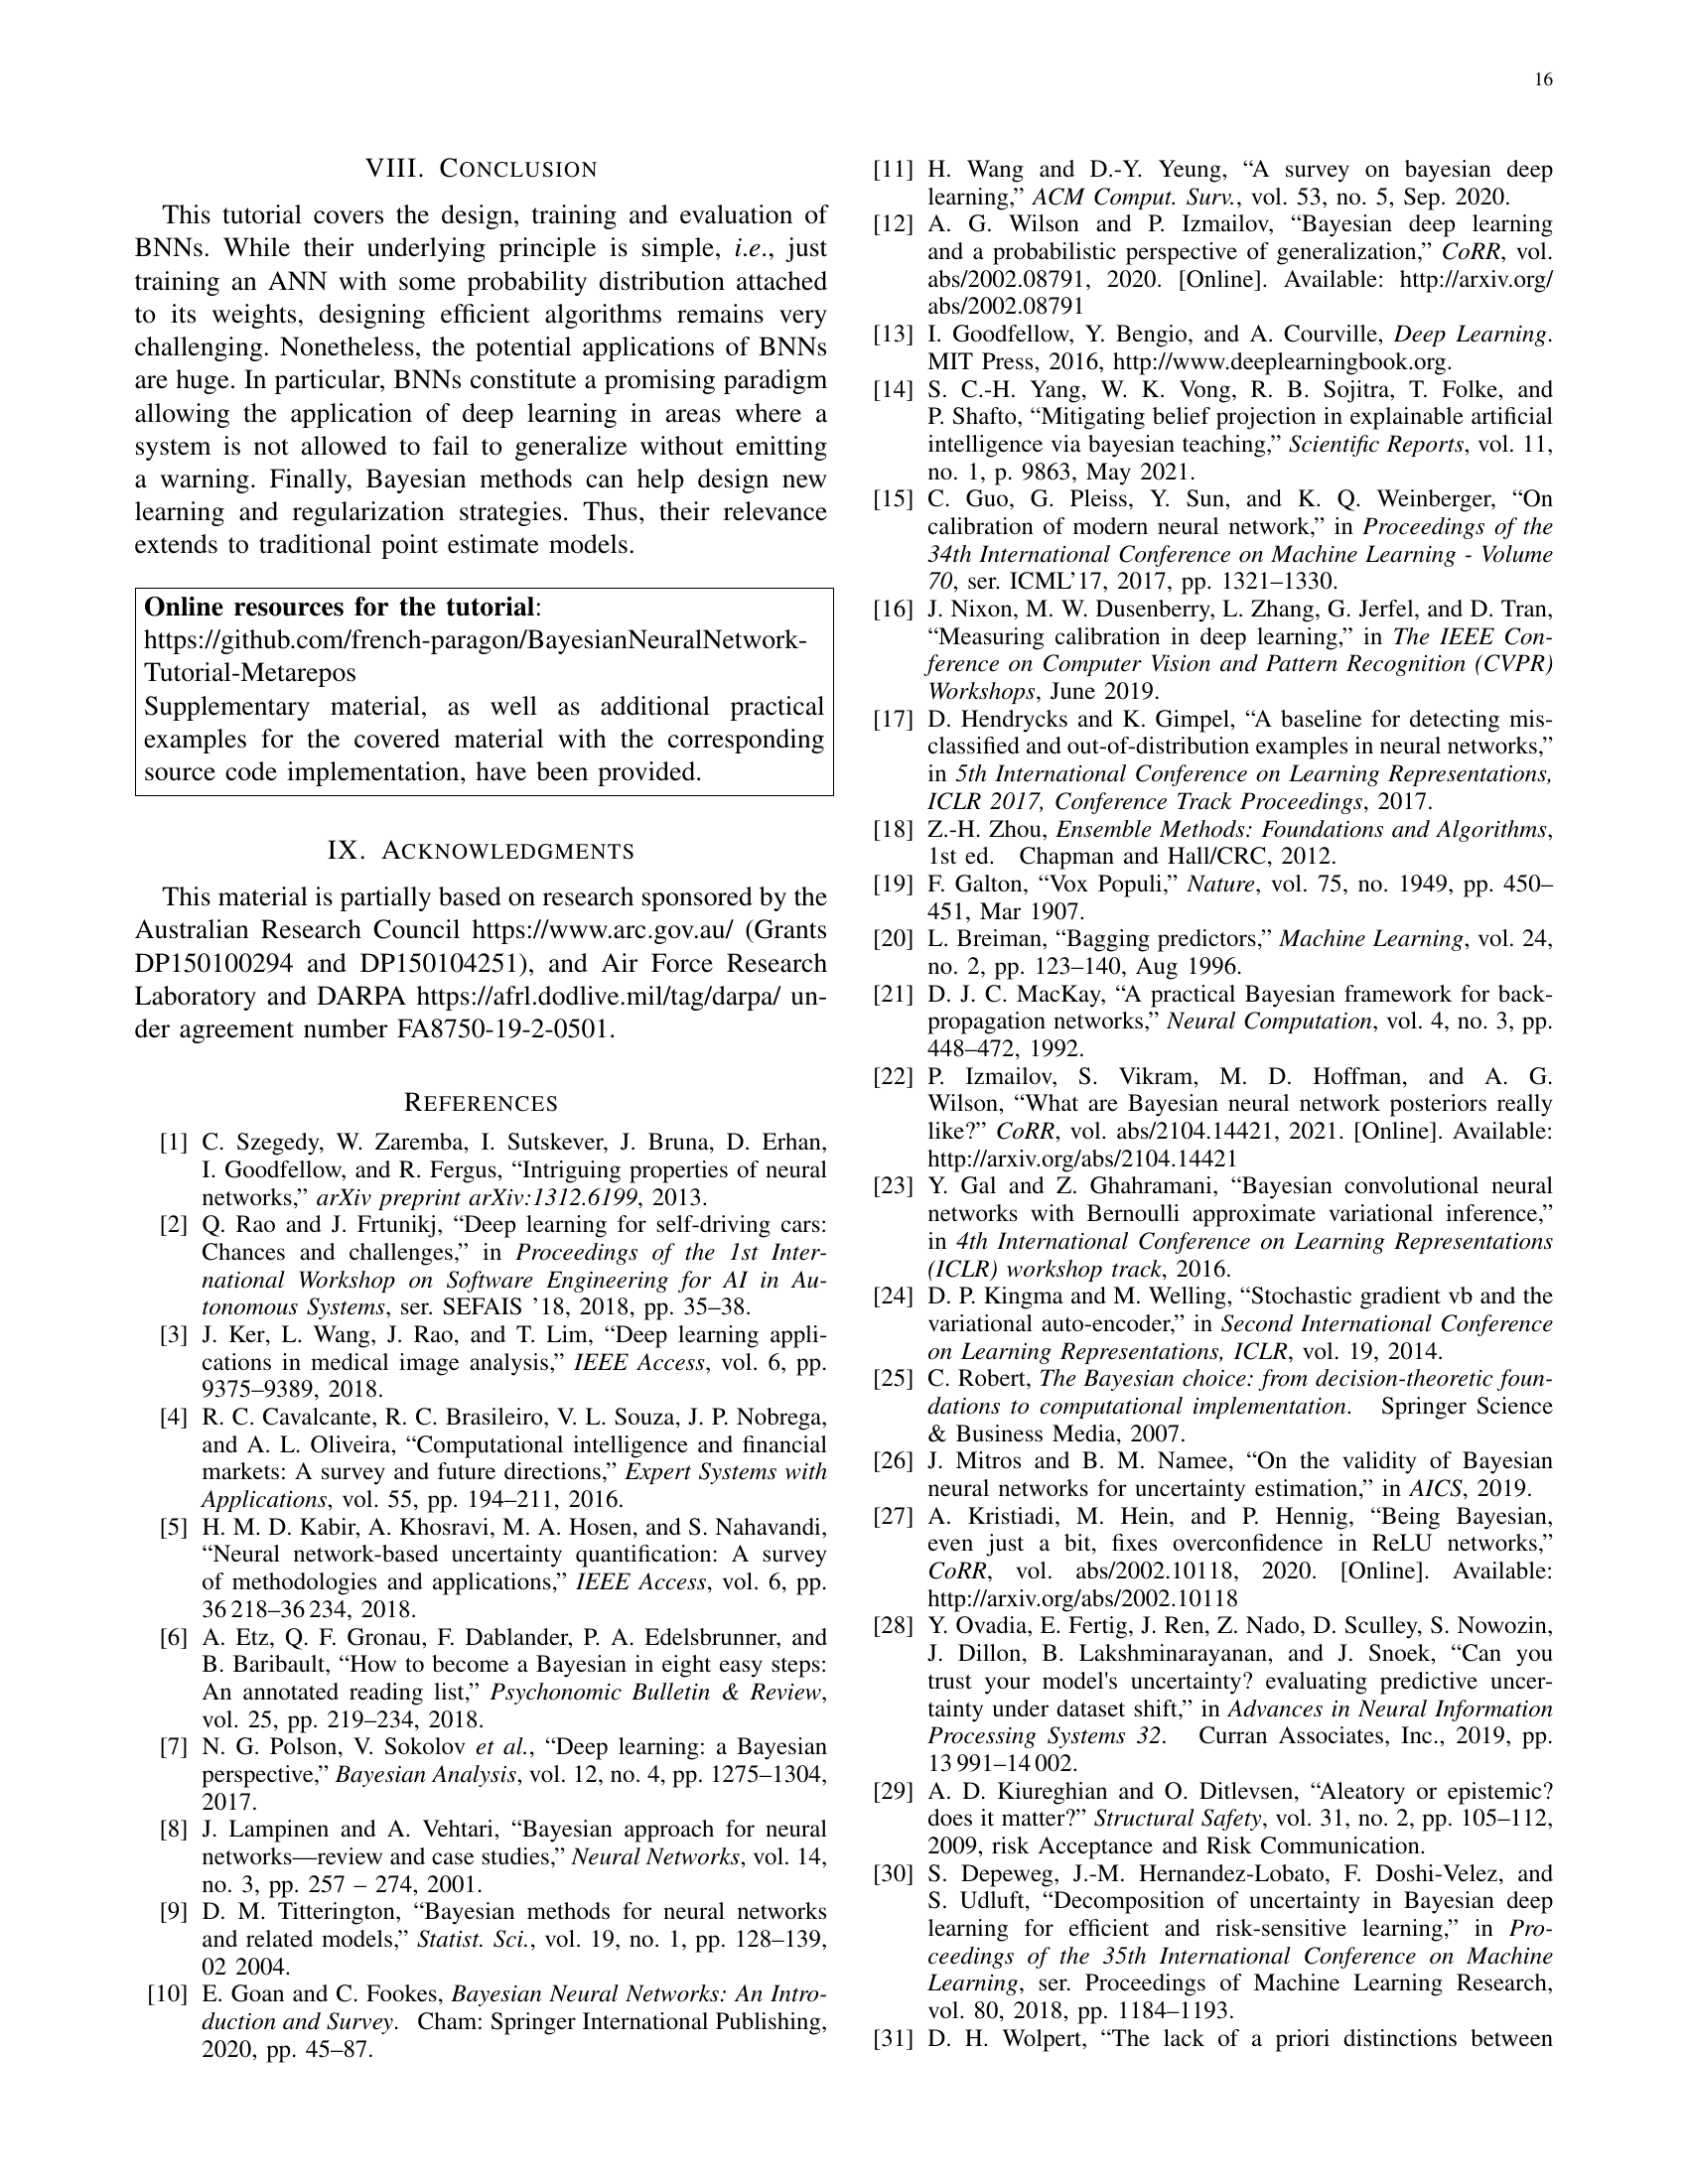 16
VIII. CONCLUSION
This tutorial covers the design, training and evaluation of
BNNs. While their underlying principle is simple, i.e., just
training an ANN with some probability distribution attached
to its weights, designing efficient algorithms remains very
challenging. Nonetheless, the potential applications of BNNs
are huge. In particular, BNNs constitute a promising paradigm
allowing the application of deep learning in areas where a
system is not allowed to fail to generalize without emitting
a warning. Finally, Bayesian methods can help design new
learning and regularization strategies. Thus, their relevance
extends to traditional point estimate models.
Online resources for the tutorial:
https://github.com/french-paragon/BayesianNeuralNetwork-
Tutorial-Metarepos
Supplementary material, as well as additional practical
examples for the covered material with the corresponding
source code implementation, have been provided.
IX. ACKNOWLEDGMENTS
This material is partially based on research sponsored by the
Australian Research Council https://www.arc.gov.au/ (Grants
DP150100294 and DP150104251), and Air Force Research
Laboratory and DARPA https://afrl.dodlive.mil/tag/darpa/ un-
der agreement number FA8750-19-2-0501.
REFERENCES
[1] C. Szegedy, W. Zaremba, I. Sutskever, J. Bruna, D. Erhan,
I. Goodfellow, and R. Fergus, “Intriguing properties of neural
networks,” arXiv preprint arXiv:1312.6199, 2013.
[2] Q. Rao and J. Frtunikj, “Deep learning for self-driving cars:
Chances and challenges,” in Proceedings of the 1st Inter-
national Workshop on Software Engineering for AI in Au-
tonomous Systems, ser. SEFAIS ’18, 2018, pp. 35–38.
[3] J. Ker, L. Wang, J. Rao, and T. Lim, “Deep learning appli-
cations in medical image analysis,” IEEE Access, vol. 6, pp.
9375–9389, 2018.
[4] R. C. Cavalcante, R. C. Brasileiro, V. L. Souza, J. P. Nobrega,
and A. L. Oliveira, “Computational intelligence and financial
markets: A survey and future directions,” Expert Systems with
Applications, vol. 55, pp. 194–211, 2016.
[5] H. M. D. Kabir, A. Khosravi, M. A. Hosen, and S. Nahavandi,
“Neural network-based uncertainty quantification: A survey
of methodologies and applications,” IEEE Access, vol. 6, pp.
36 218–36 234, 2018.
[6] A. Etz, Q. F. Gronau, F. Dablander, P. A. Edelsbrunner, and
B. Baribault, “How to become a Bayesian in eight easy steps:
An annotated reading list,” Psychonomic Bulletin & Review,
vol. 25, pp. 219–234, 2018.
[7] N. G. Polson, V. Sokolov et al., “Deep learning: a Bayesian
perspective,” Bayesian Analysis, vol. 12, no. 4, pp. 1275–1304,
2017.
[8] J. Lampinen and A. Vehtari, “Bayesian approach for neural
networks—review and case studies,” Neural Networks, vol. 14,
no. 3, pp. 257 – 274, 2001.
[9] D. M. Titterington, “Bayesian methods for neural networks
and related models,” Statist. Sci., vol. 19, no. 1, pp. 128–139,
02 2004.
[10] E. Goan and C. Fookes, Bayesian Neural Networks: An Intro-
duction and Survey. Cham: Springer International Publishing,
2020, pp. 45–87.
[11] H. Wang and D.-Y. Yeung, “A survey on bayesian deep
learning,” ACM Comput. Surv., vol. 53, no. 5, Sep. 2020.
[12] A. G. Wilson and P. Izmailov, “Bayesian deep learning
and a probabilistic perspective of generalization,” CoRR, vol.
abs/2002.08791, 2020. [Online]. Available: http://arxiv.org/
abs/2002.08791
[13] I. Goodfellow, Y. Bengio, and A. Courville, Deep Learning.
MIT Press, 2016, http://www.deeplearningbook.org.
[14] S. C.-H. Yang, W. K. Vong, R. B. Sojitra, T. Folke, and
P. Shafto, “Mitigating belief projection in explainable artificial
intelligence via bayesian teaching,” Scientific Reports, vol. 11,
no. 1, p. 9863, May 2021.
[15] C. Guo, G. Pleiss, Y. Sun, and K. Q. Weinberger, “On
calibration of modern neural network,” in Proceedings of the
34th International Conference on Machine Learning - Volume
70, ser. ICML’17, 2017, pp. 1321–1330.
[16] J. Nixon, M. W. Dusenberry, L. Zhang, G. Jerfel, and D. Tran,
“Measuring calibration in deep learning,” in The IEEE Con-
ference on Computer Vision and Pattern Recognition (CVPR)
Workshops, June 2019.
[17] D. Hendrycks and K. Gimpel, “A baseline for detecting mis-
classified and out-of-distribution examples in neural networks,”
in 5th International Conference on Learning Representations,
ICLR 2017, Conference Track Proceedings, 2017.
[18] Z.-H. Zhou, Ensemble Methods: Foundations and Algorithms,
1st ed. Chapman and Hall/CRC, 2012.
[19] F. Galton, “Vox Populi,” Nature, vol. 75, no. 1949, pp. 450–
451, Mar 1907.
[20] L. Breiman, “Bagging predictors,” Machine Learning, vol. 24,
no. 2, pp. 123–140, Aug 1996.
[21] D. J. C. MacKay, “A practical Bayesian framework for back-
propagation networks,” Neural Computation, vol. 4, no. 3, pp.
448–472, 1992.
[22] P. Izmailov, S. Vikram, M. D. Hoffman, and A. G.
Wilson, “What are Bayesian neural network posteriors really
like?” CoRR, vol. abs/2104.14421, 2021. [Online]. Available:
http://arxiv.org/abs/2104.14421
[23] Y. Gal and Z. Ghahramani, “Bayesian convolutional neural
networks with Bernoulli approximate variational inference,”
in 4th International Conference on Learning Representations
(ICLR) workshop track, 2016.
[24] D. P. Kingma and M. Welling, “Stochastic gradient vb and the
variational auto-encoder,” in Second International Conference
on Learning Representations, ICLR, vol. 19, 2014.
[25] C. Robert, The Bayesian choice: from decision-theoretic foun-
dations to computational implementation. Springer Science
& Business Media, 2007.
[26] J. Mitros and B. M. Namee, “On the validity of Bayesian
neural networks for uncertainty estimation,” in AICS, 2019.
[27] A. Kristiadi, M. Hein, and P. Hennig, “Being Bayesian,
even just a bit, fixes overconfidence in ReLU networks,”
CoRR, vol. abs/2002.10118, 2020. [Online]. Available:
http://arxiv.org/abs/2002.10118
[28] Y. Ovadia, E. Fertig, J. Ren, Z. Nado, D. Sculley, S. Nowozin,
J. Dillon, B. Lakshminarayanan, and J. Snoek, “Can you
trust your model's uncertainty? evaluating predictive uncer-
tainty under dataset shift,” in Advances in Neural Information
Processing Systems 32. Curran Associates, Inc., 2019, pp.
13 991–14 002.
[29] A. D. Kiureghian and O. Ditlevsen, “Aleatory or epistemic?
does it matter?” Structural Safety, vol. 31, no. 2, pp. 105–112,
2009, risk Acceptance and Risk Communication.
[30] S. Depeweg, J.-M. Hernandez-Lobato, F. Doshi-Velez, and
S. Udluft, “Decomposition of uncertainty in Bayesian deep
learning for efficient and risk-sensitive learning,” in Pro-
ceedings of the 35th International Conference on Machine
Learning, ser. Proceedings of Machine Learning Research,
vol. 80, 2018, pp. 1184–1193.
[31] D. H. Wolpert, “The lack of a priori distinctions between